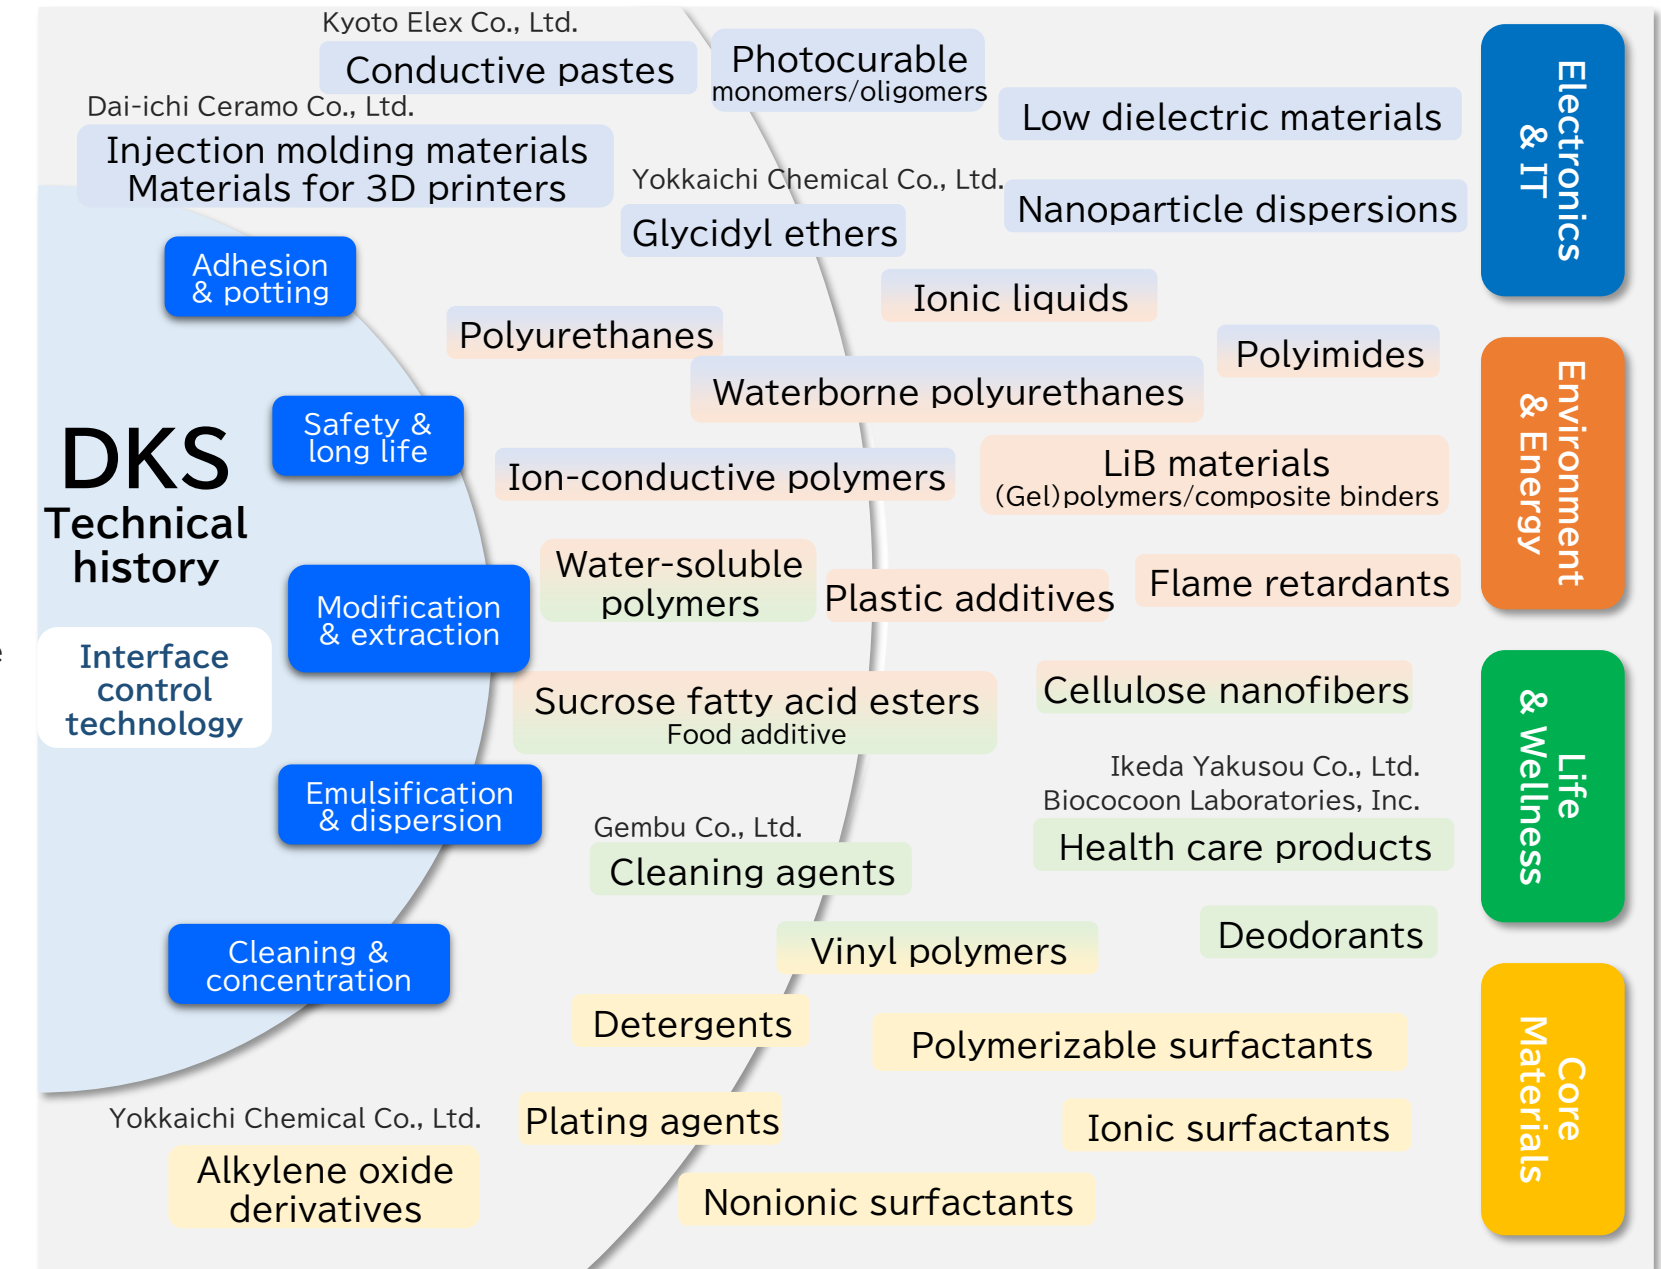 Kyoto Elex Co., Ltd.
Conductive pastes
Photocurable
monomers/oligomers
Dai-ichi Ceramo Co., Ltd.
Injection molding materials
Materials for 3D printers
Low dielectric materials
Yokkaichi Chemical Co., Ltd.
Glycidyl ethers
Nanoparticle dispersions
Electronics
& IT
Adhesion
& potting
Ionic liquids
Polyurethanes
Polyimides
Waterborne polyurethanes
Environment
& Energy
DKS
Technical
history
Safety &
long life
Ion-conductive polymers
LiB materials
(Gel)polymers/composite binders
Water-soluble
polymers
Plastic additives
Flame retardants
Modification
& extraction
e
Interface
control
technology
Sucrose fatty acid esters
Food additive
Cellulose nanofibers
Life
& Wellness
Emulsification
& dispersion
Ikeda Yakusou Co., Ltd.
Biococoon Laboratories, Inc.
Health care products
Gembu Co., Ltd.
Cleaning agents
Vinyl polymers
Deodorants
Cleaning &
concentration
Detergents
Polymerizable surfactants
Core
Materials
Yokkaichi Chemical Co., Ltd.
Alkylene oxide
derivatives
Plating agents
Ionic surfactants
Nonionic surfactants